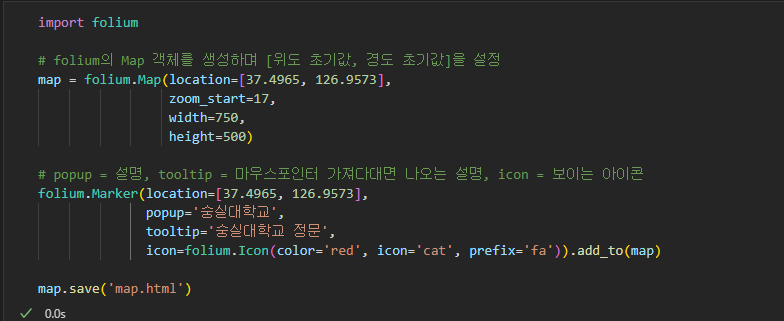 import folium
# folium의 Map 객체를 생성하며 [위도 초기값, 경도 초기값]을 설정
map = folium.Map(location=[37.4965, 126.9573],
zoom_start=17,
width=750,
height=500)
# popup = 설명, tooltip = 마우스포인터 가져다대면 나오는 설명, icon = 보이는 아이콘
folium.Marker(location=[37.4965, 126.9573],
popup='숭실대학교',
tooltip='숭실대학교 정문',
icon=folium.Icon(color='red', icon='cat', prefix='fa')).add_to(map)
map.save('map.html')
0.0s